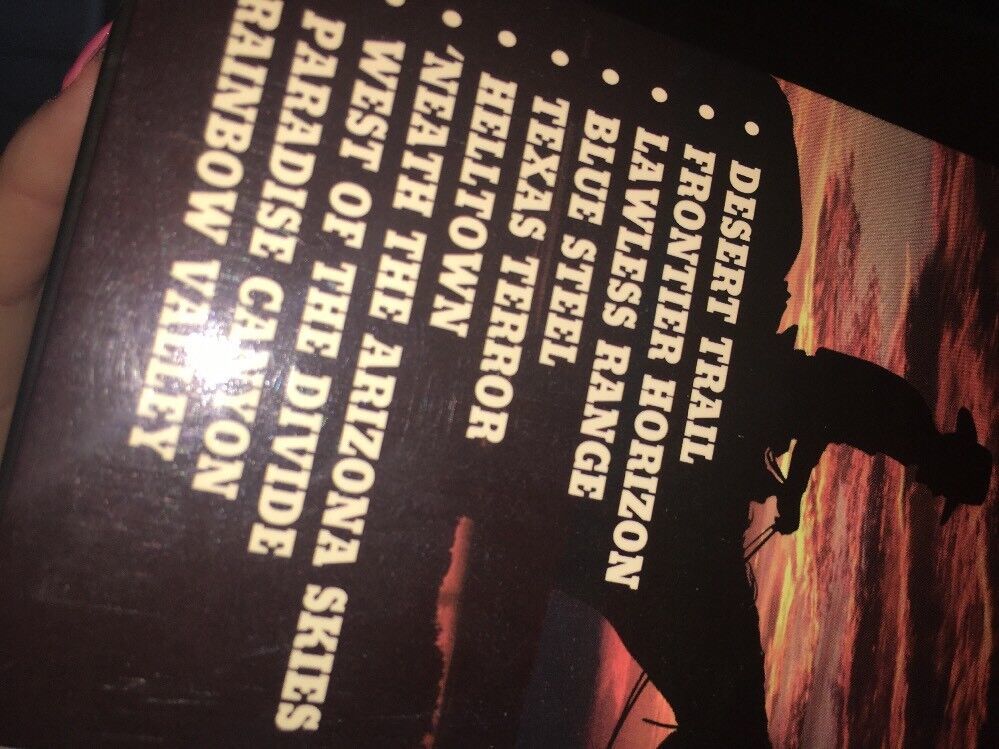 • DESERT TRAIL
• FRONTIER HORIZON
• LAWLESS RANGE
• BLUE STEEL
• TEXAS TERROR
• HELLTOWN
• 'NEATH THE ARIZONA SKIES
• WEST OF THE DIVIDE
PARADISE CANYON
RAINBOW VALLEY